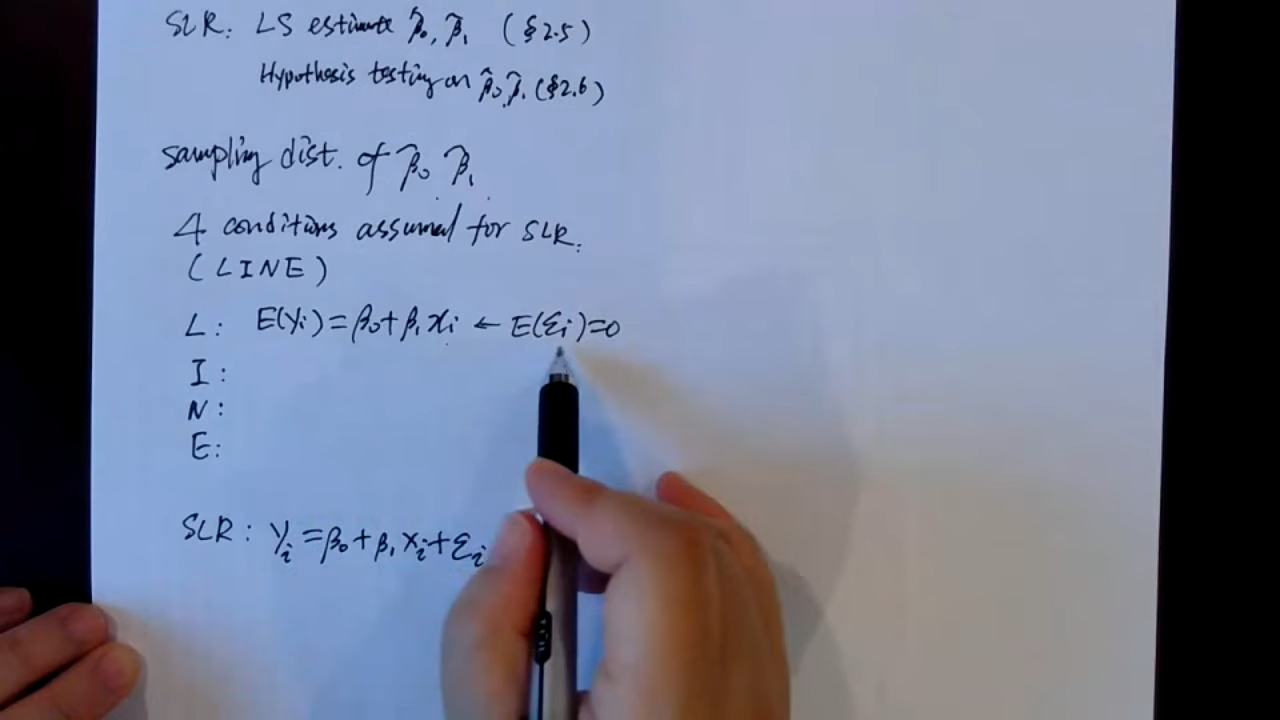 SLR: LS estimate β̂₀, β̂₁ (§2.5)
Hypothesis testing on β̂₀, β̂₁ (§2.6)
sampling dist. of β̂₀ β̂₁
4 conditions assumed for SLR.
(LINE)
L: E(Yi)=β₀+β₁xi ← E(εi)=0
I:
N:
E:
SLR: Yi=β₀+β₁xi+εi